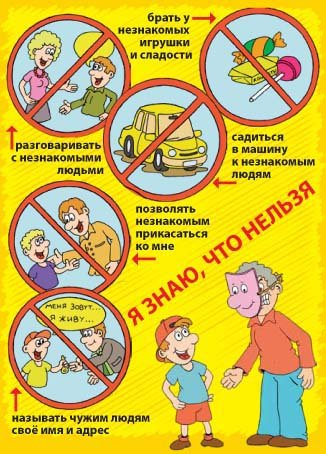 брать у
незнакомых
игрушки
и сладости
разговаривать
с незнакомыми
людьми
садиться
в машину
к незнакомым
людям
позволять
незнакомым
прикасаться
ко мне
Я ЗНАЮ, ЧТО НЕЛЬЗЯ
МЕНЯ ЗОВУТ...
Я ЖИВУ...
называть чужим людям
своё имя и адрес